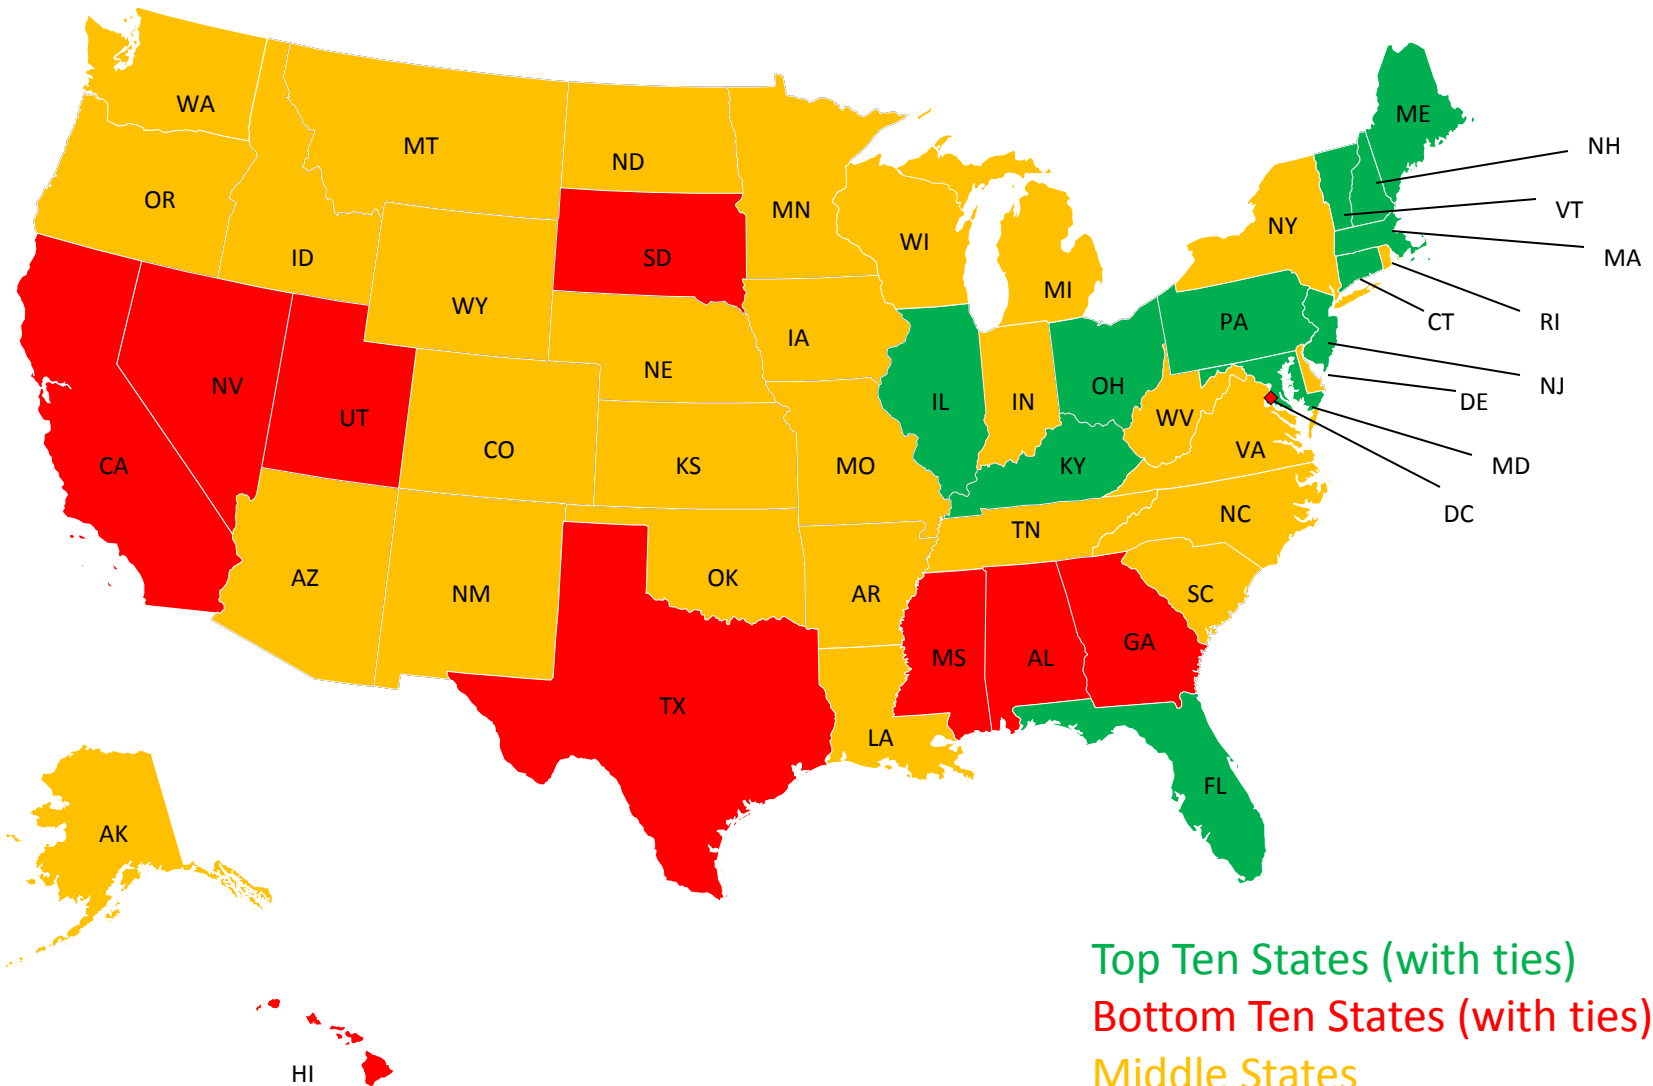 WA
MT
ND
ME
NH
OR
MN
VT
NY
WI
ID
SD
MA
MI
WY
PA
CT
RI
IA
NE
NV
OH
NJ
IL
IN
DE
UT
WV
CO
VA
CA
KS
MO
KY
MD
NC
DC
TN
AZ
OK
NM
AR
SC
GA
MS
AL
TX
LA
FL
AK
Top Ten States (with ties)
Bottom Ten States (with ties)
HI
Middle States